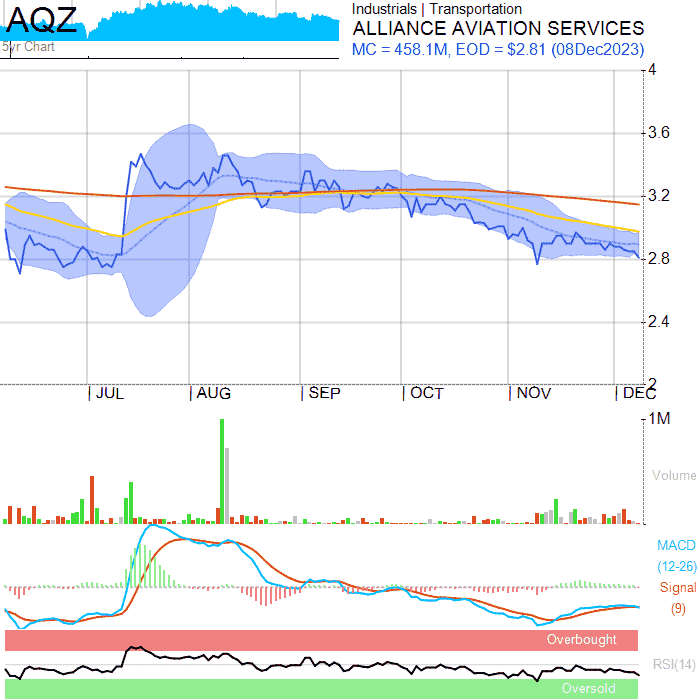 AQZ
5yr Chart
Industrials | Transportation
ALLIANCE AVIATION SERVICES
MC = 458.1M, EOD = $2.81 (08Dec2023)
4
3.6
3.2
2.8
2.4
2
| JUL | AUG | SEP | OCT | NOV | DEC
1M
Volume
MACD
(12-26)
Signal
(9)
Overbought
RSI(14)
Oversold